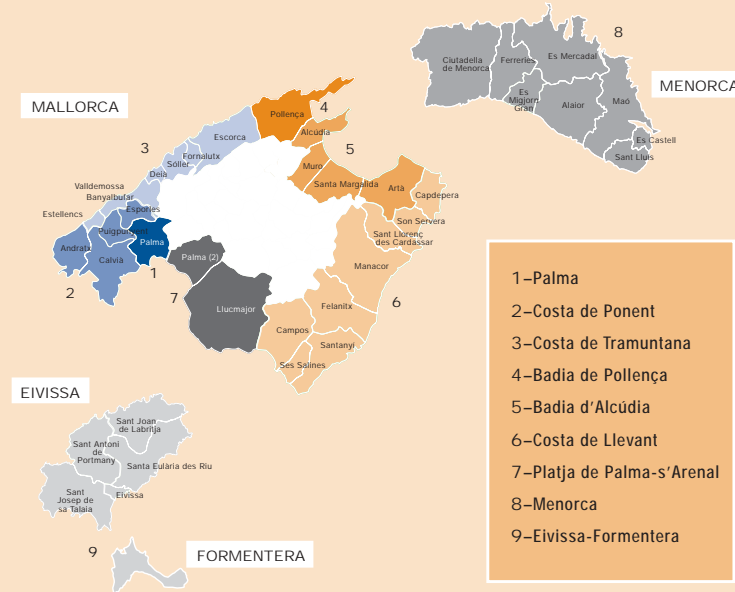 8
Es Mercadal
Ciutadella
de Menorca
Ferreries
MENORCA
Es
Migjorn
Gran
Alaior
Maó
Es Castell
Sant Lluís
MALLORCA
4
Pollença
Alcúdia
Escorca
3
Fornalutx
Sóller
Deià
5
Muro
Santa Margalida
Artà
Capdepera
Valldemossa
Banyalbufar
Esporles
Estellencs
Puigpunyent
Palma
Son Servera
Sant Llorenç
des Cardassar
Andratx
Calvià
Palma (2)
Manacor
1
2
7
6
Llucmajor
Felanitx
Campos
Santanyí
Ses Salines
1–Palma
2–Costa de Ponent
3–Costa de Tramuntana
4–Badia de Pollença
5–Badia d'Alcúdia
6–Costa de Llevant
7–Platja de Palma-s'Arenal
8–Menorca
9–Eivissa-Formentera
EIVISSA
Sant Joan
de Labritja
Sant Antoni
de
Portmany
Santa Eulària des Riu
Sant
Josep de
sa Talaia
Eivissa
9
FORMENTERA